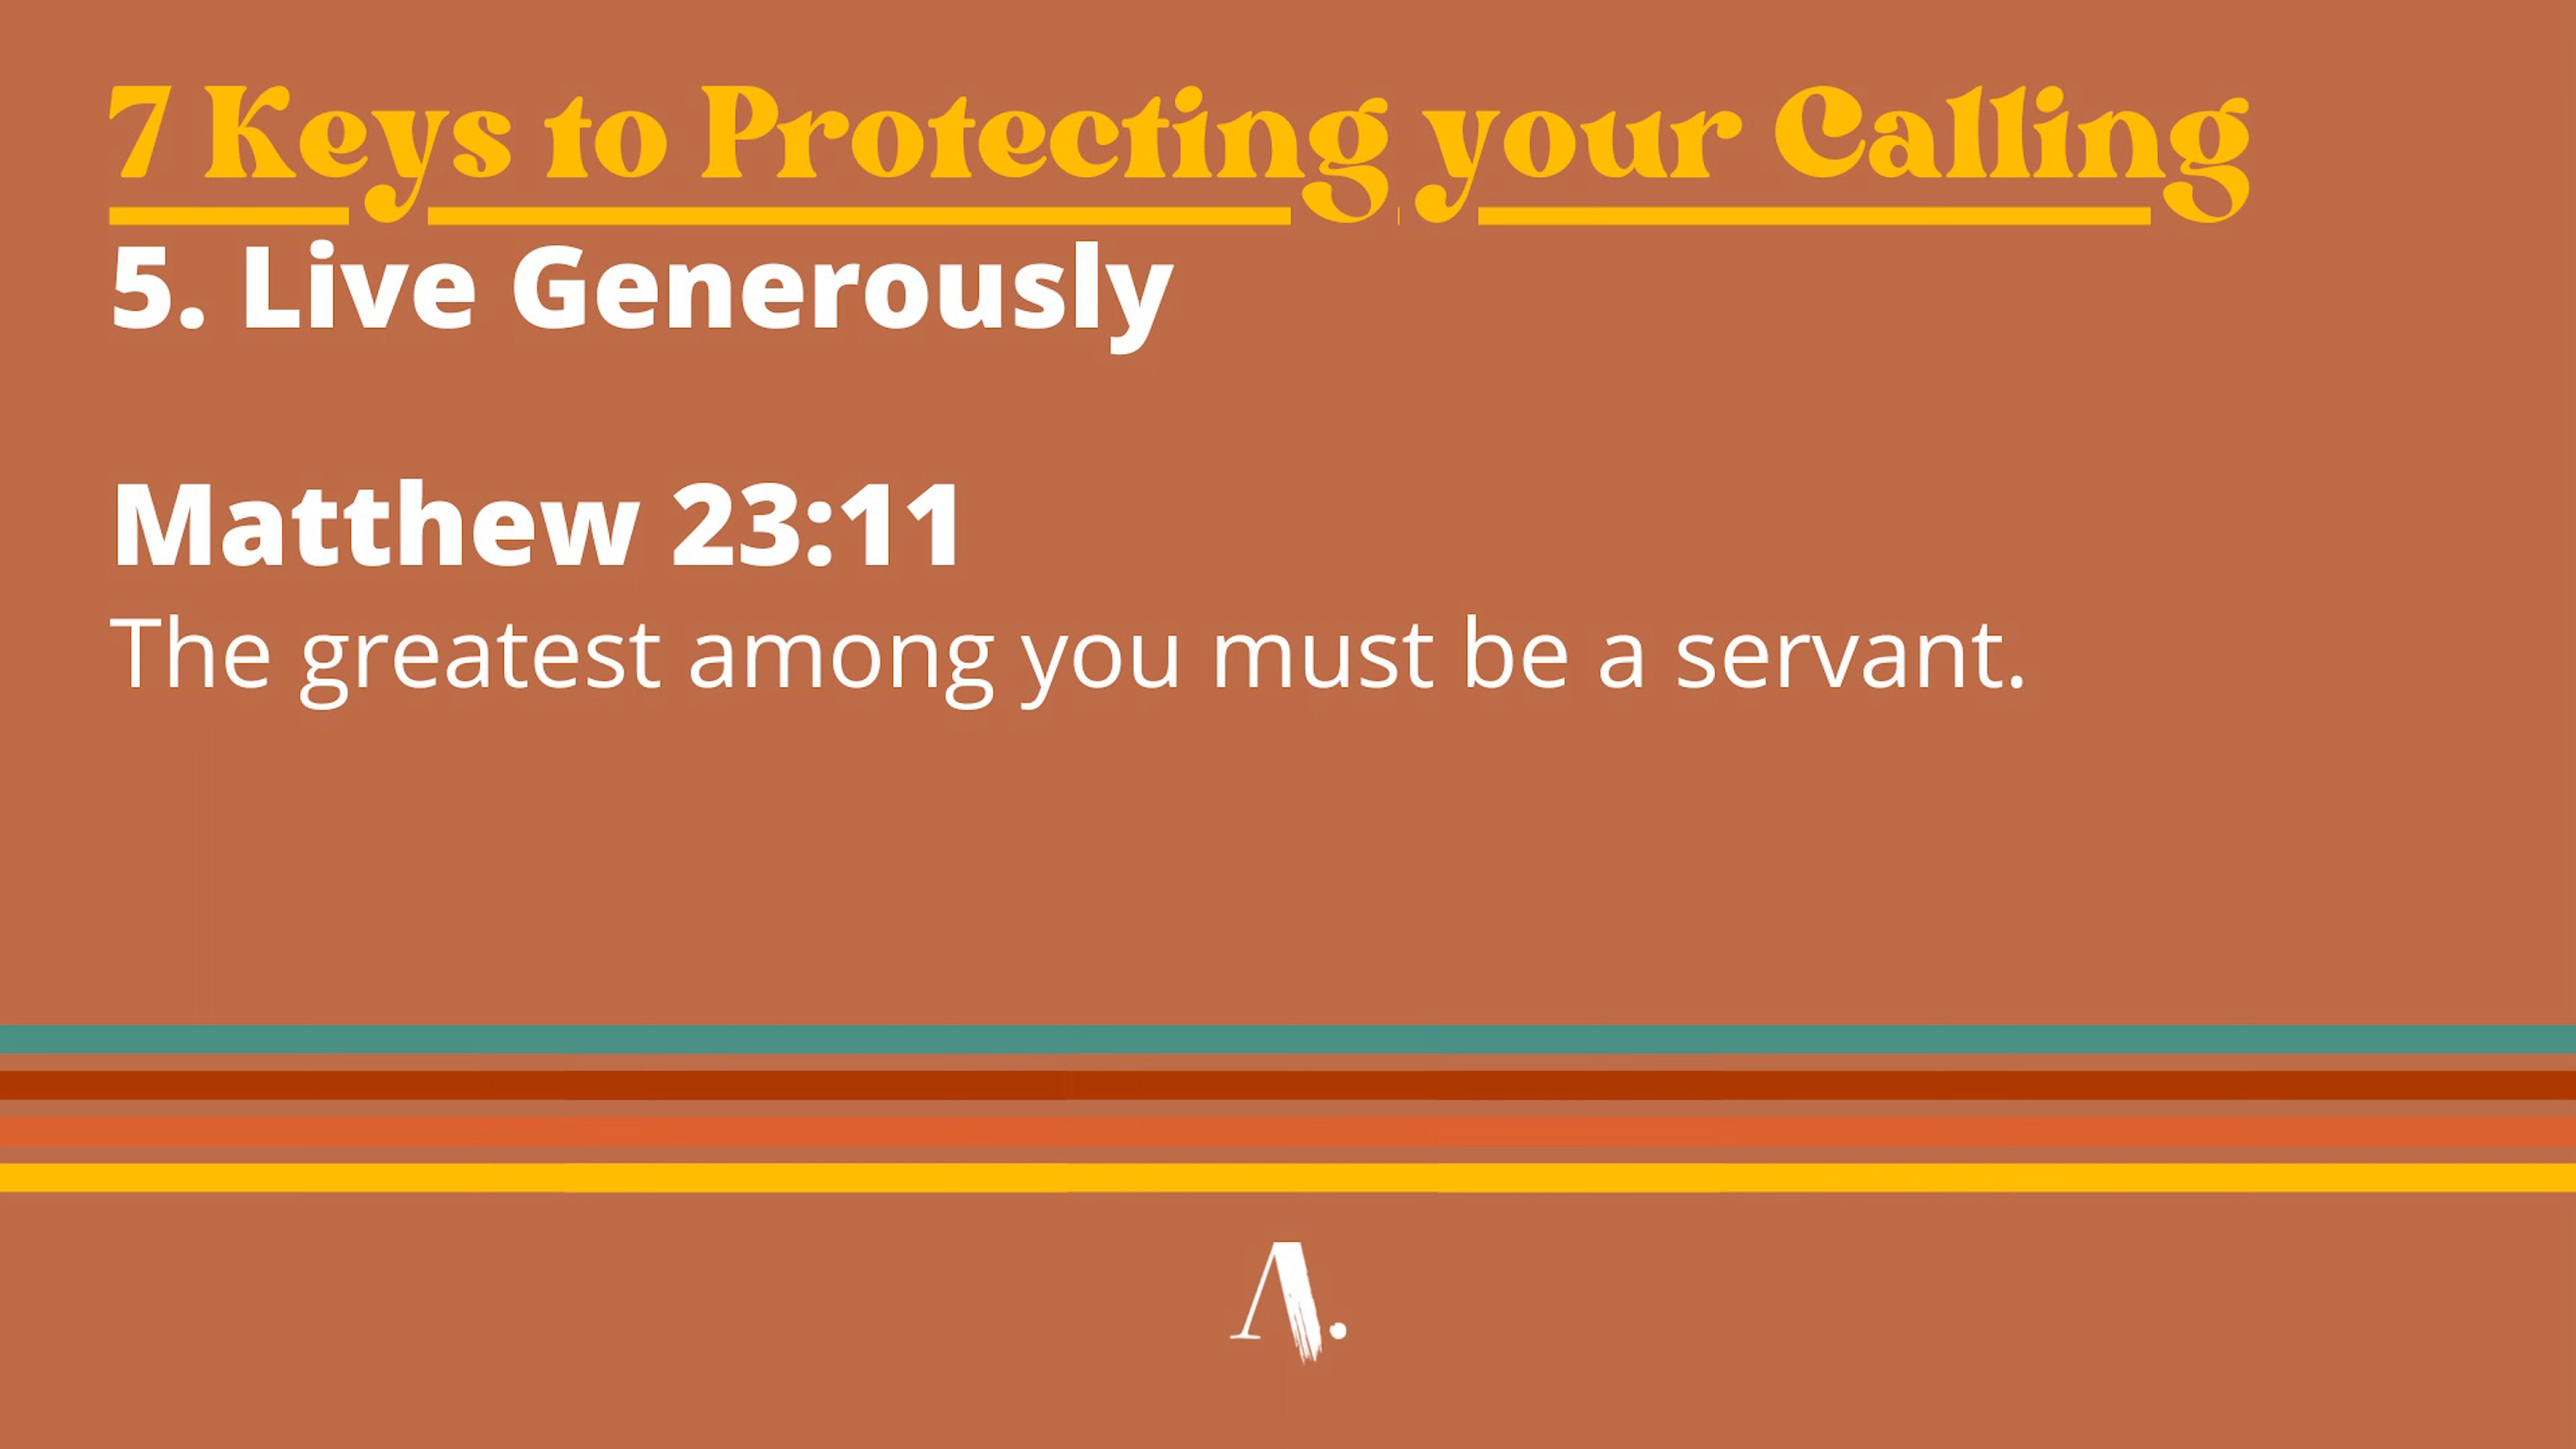 7 Keys to Protecting your Calling
5. Live Generously
Matthew 23:11
The greatest among you must be a servant.
A.